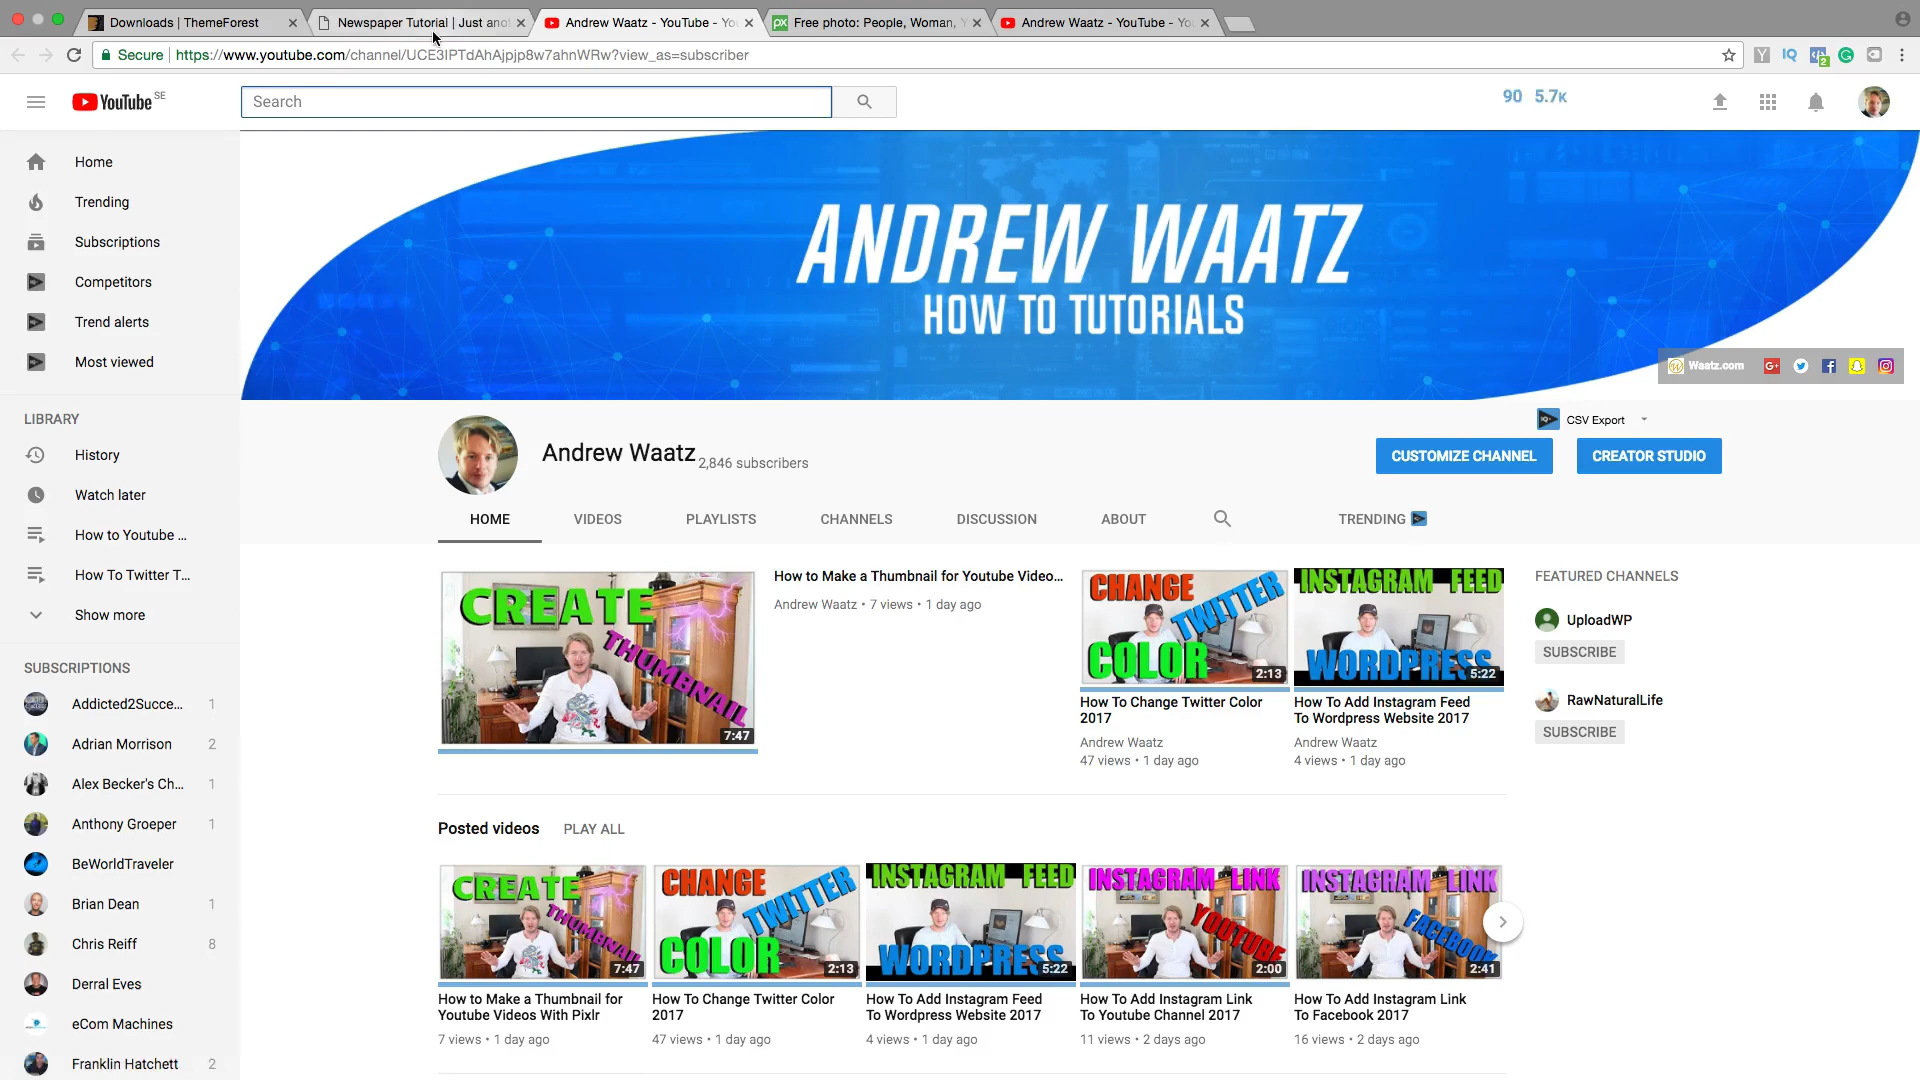 Downloads | ThemeForest
Newspaper Tutorial | Just ano
Andrew Waatz - YouTube - Yo
Free photo: People, Woman, Y
Andrew Waatz - YouTube - Yo
Secure | https://www.youtube.com/channel/UCE3IPTdAhAjpjp8w7ahnWRw?view_as=subscriber
YouTube SE
Search
90 5.7K
Home
Trending
Subscriptions
Competitors
Trend alerts
Most viewed
LIBRARY
History
Watch later
How to Youtube ...
How To Twitter T...
Show more
SUBSCRIPTIONS
Addicted2Succe... 1
Adrian Morrison 2
Alex Becker's Ch... 1
Anthony Groeper 1
BeWorldTraveler
Brian Dean 1
Chris Reiff 8
Derral Eves
eCom Machines
Franklin Hatchett 2
ANDREW WAATZ
HOW TO TUTORIALS
Waatz.com
CSV Export
Andrew Waatz 2,846 subscribers
CUSTOMIZE CHANNEL
CREATOR STUDIO
HOME VIDEOS PLAYLISTS CHANNELS DISCUSSION ABOUT TRENDING
CREATE
THUMBNAIL
7:47
How to Make a Thumbnail for Youtube Video...
Andrew Waatz • 7 views • 1 day ago
CHANGE
TWITTER
COLOR
2:13
How To Change Twitter Color
2017
Andrew Waatz
47 views • 1 day ago
INSTAGRAM FEED
WORDPRESS
5:22
How To Add Instagram Feed
To Wordpress Website 2017
Andrew Waatz
4 views • 1 day ago
FEATURED CHANNELS
UploadWP
SUBSCRIBE
RawNaturalLife
SUBSCRIBE
Posted videos PLAY ALL
CREATE
THUMBNAIL
7:47
How to Make a Thumbnail for
Youtube Videos With Pixlr
7 views • 1 day ago
CHANGE
TWITTER
COLOR
2:13
How To Change Twitter Color
2017
47 views • 1 day ago
INSTAGRAM FEED
WORDPRESS
5:22
How To Add Instagram Feed
To Wordpress Website 2017
4 views • 1 day ago
INSTAGRAM LINK
YOUTUBE
2:00
How To Add Instagram Link
To Youtube Channel 2017
11 views • 2 days ago
INSTAGRAM LINK
FACEBOOK
2:41
How To Add Instagram Link
To Facebook 2017
16 views • 2 days ago